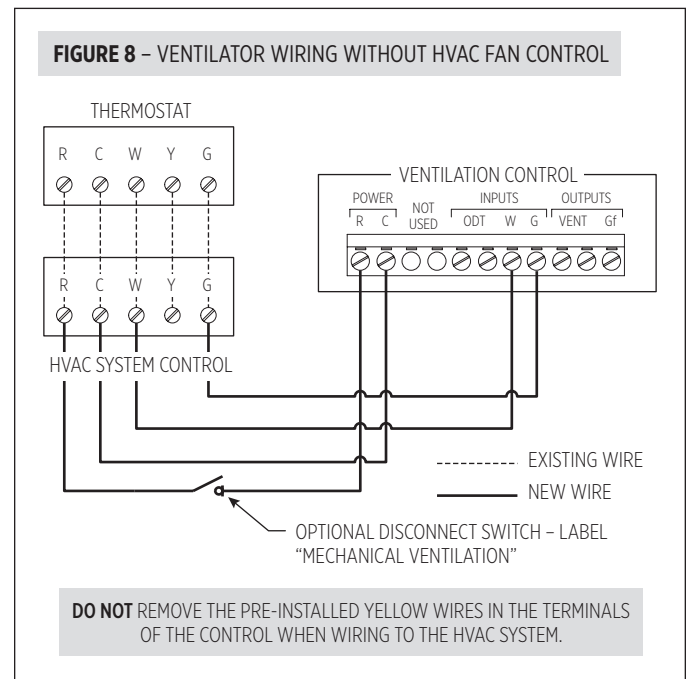 FIGURE 8 – VENTILATOR WIRING WITHOUT HVAC FAN CONTROL
THERMOSTAT
R C W Y G
VENTILATION CONTROL
POWER
NOT USED
INPUTS
OUTPUTS
R C ODT W G VENT Gf
R C W Y G
HVAC SYSTEM CONTROL
EXISTING WIRE
NEW WIRE
OPTIONAL DISCONNECT SWITCH – LABEL
“MECHANICAL VENTILATION”
DO NOT REMOVE THE PRE-INSTALLED YELLOW WIRES IN THE TERMINALS
OF THE CONTROL WHEN WIRING TO THE HVAC SYSTEM.